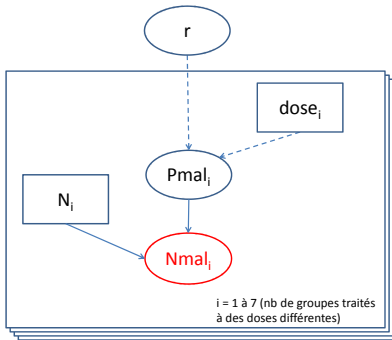 r
dose_i
Pmal_i
N_i
Nmal_i
i = 1 à 7 (nb de groupes traités
à des doses différentes)